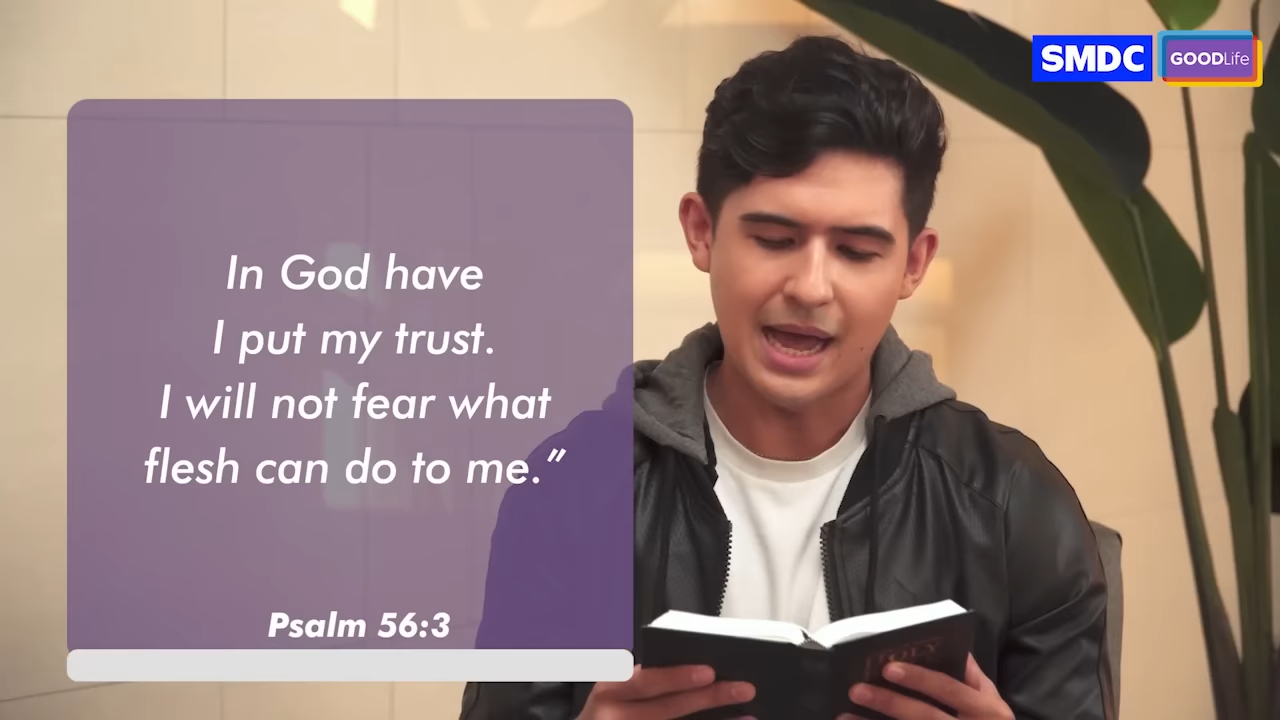 SMDC
GOODLife
In God have
I put my trust.
I will not fear what
flesh can do to me.”
Psalm 56:3
HOLY